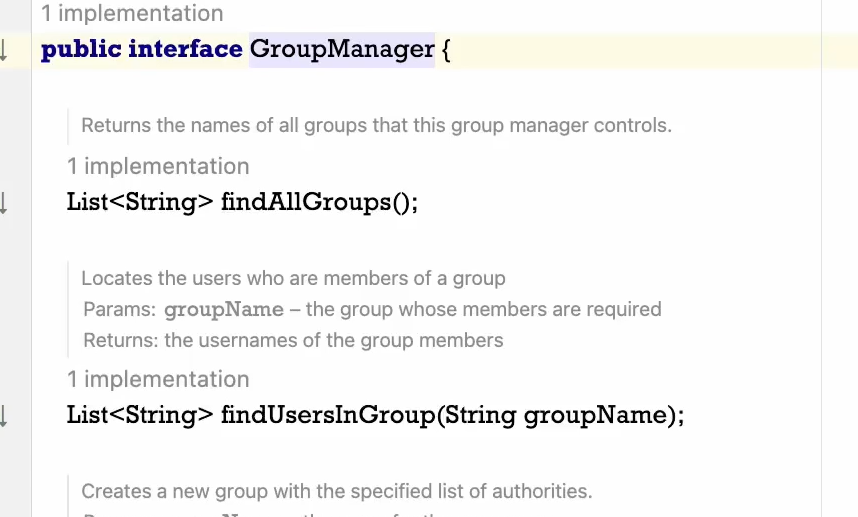 1 implementation
public interface GroupManager {
Returns the names of all groups that this group manager controls.
1 implementation
List<String> findAllGroups();
Locates the users who are members of a group
Params: groupName – the group whose members are required
Returns: the usernames of the group members
1 implementation
List<String> findUsersInGroup(String groupName);
Creates a new group with the specified list of authorities.